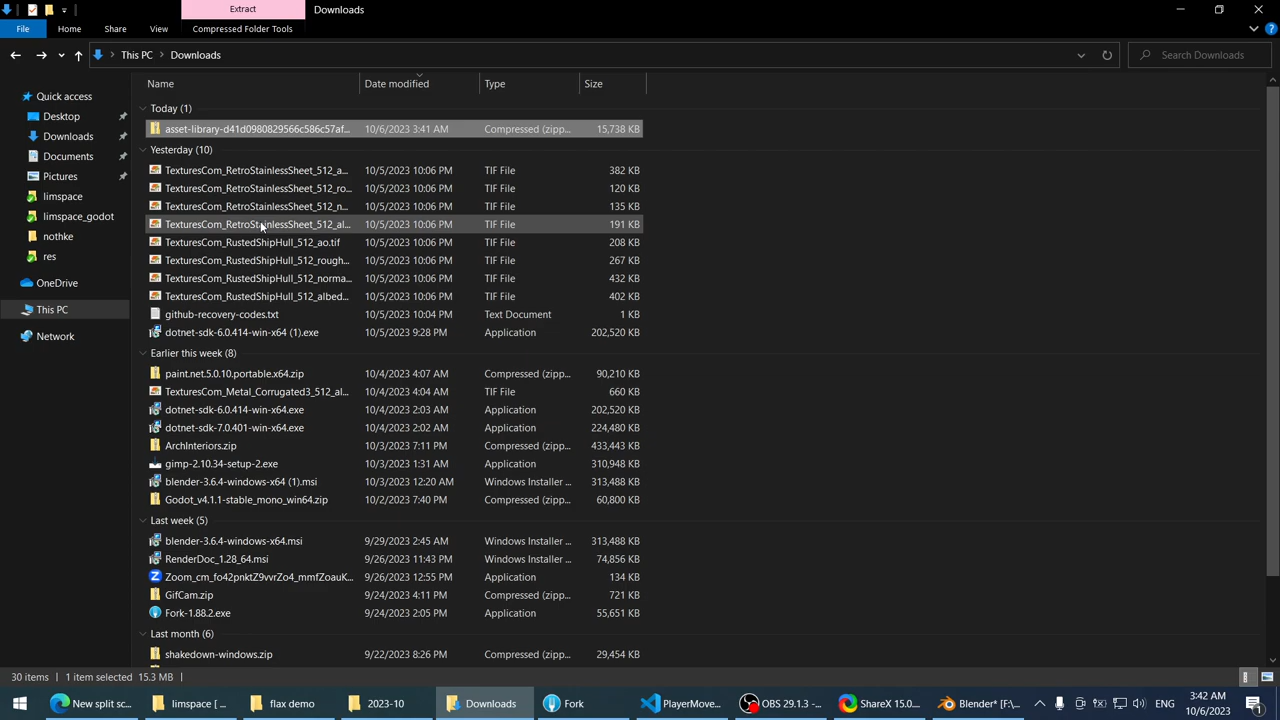 Extract
Downloads
File
Home
Share
View
Compressed Folder Tools
This PC
Downloads
Search Downloads
Name
Date modified
Type
Size
Quick access
Desktop
Downloads
Documents
Pictures
limspace
limspace_godot
nothke
res
OneDrive
This PC
Network
Today (1)
asset-library-d41d0980829566c586c57af... 10/6/2023 3:41 AM Compressed (zipp... 15,738 KB
Yesterday (10)
TexturesCom_RetroStainlessSheet_512_a... 10/5/2023 10:06 PM TIF File 382 KB
TexturesCom_RetroStainlessSheet_512_ro... 10/5/2023 10:06 PM TIF File 120 KB
TexturesCom_RetroStainlessSheet_512_n... 10/5/2023 10:06 PM TIF File 135 KB
TexturesCom_RetroStainlessSheet_512_al... 10/5/2023 10:06 PM TIF File 191 KB
TexturesCom_RustedShipHull_512_ao.tif 10/5/2023 10:06 PM TIF File 208 KB
TexturesCom_RustedShipHull_512_rough... 10/5/2023 10:06 PM TIF File 267 KB
TexturesCom_RustedShipHull_512_norma... 10/5/2023 10:06 PM TIF File 432 KB
TexturesCom_RustedShipHull_512_albed... 10/5/2023 10:06 PM TIF File 402 KB
github-recovery-codes.txt 10/5/2023 10:04 PM Text Document 1 KB
dotnet-sdk-6.0.414-win-x64 (1).exe 10/5/2023 9:28 PM Application 202,520 KB
Earlier this week (8)
paint.net.5.0.10.portable.x64.zip 10/4/2023 4:07 AM Compressed (zipp... 90,210 KB
TexturesCom_Metal_Corrugated3_512_al... 10/4/2023 4:04 AM TIF File 660 KB
dotnet-sdk-6.0.414-win-x64.exe 10/4/2023 2:03 AM Application 202,520 KB
dotnet-sdk-7.0.401-win-x64.exe 10/4/2023 2:02 AM Application 224,480 KB
ArchInteriors.zip 10/3/2023 7:11 PM Compressed (zipp... 433,443 KB
gimp-2.10.34-setup-2.exe 10/3/2023 1:31 AM Application 310,948 KB
blender-3.6.4-windows-x64 (1).msi 10/3/2023 12:20 AM Windows Installer ... 313,488 KB
Godot_v4.1.1-stable_mono_win64.zip 10/2/2023 7:40 PM Compressed (zipp... 60,800 KB
Last week (5)
blender-3.6.4-windows-x64.msi 9/29/2023 2:45 AM Windows Installer ... 313,488 KB
RenderDoc_1.28_64.msi 9/26/2023 11:43 PM Windows Installer ... 74,856 KB
Zoom_cm_fo42pnktZ9vvrZo4_mmfZoauK... 9/26/2023 12:55 PM Application 134 KB
GifCam.zip 9/24/2023 4:11 PM Compressed (zipp... 721 KB
Fork-1.88.2.exe 9/24/2023 2:05 PM Application 55,651 KB
Last month (6)
shakedown-windows.zip 9/22/2023 8:26 PM Compressed (zipp... 29,454 KB
30 items 1 item selected 15.3 MB
New split sc...
limspace [ ...
flax demo
2023-10
Downloads
Fork
PlayerMove...
OBS 29.1.3 -...
ShareX 15.0...
Blender* [F:\...
ENG
3:42 AM
10/6/2023
1